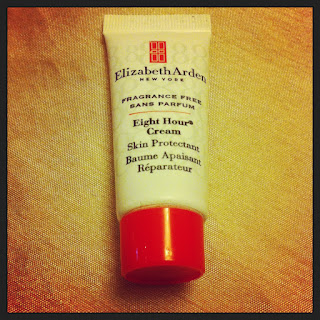 Elizabeth Arden
NEW YORK
FRAGRANCE FREE
SANS PARFUM
Eight Hour®
Cream
Skin Protectant
Baume Apaisant
Réparateur